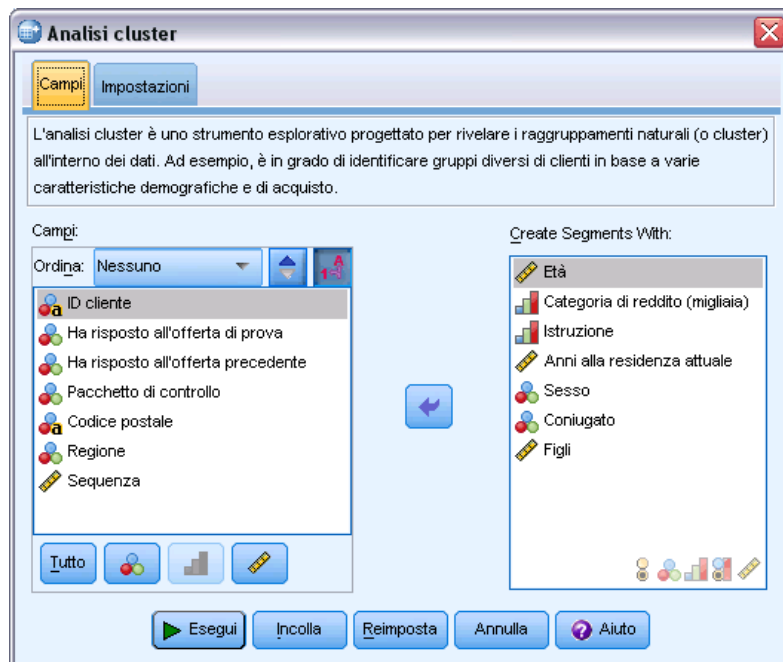 Analisi cluster
Campi
Impostazioni
L'analisi cluster è uno strumento esplorativo progettato per rivelare i raggruppamenti naturali (o cluster)
all'interno dei dati. Ad esempio, è in grado di identificare gruppi diversi di clienti in base a varie
caratteristiche demografiche e di acquisto.
Campi:
Ordina: Nessuno
ID cliente
Ha risposto all'offerta di prova
Ha risposto all'offerta precedente
Pacchetto di controllo
Codice postale
Regione
Sequenza
Tutto
Create Segments With:
Età
Categoria di reddito (migliaia)
Istruzione
Anni alla residenza attuale
Sesso
Coniugato
Figli
Esegui
Incolla
Reimposta
Annulla
Aiuto